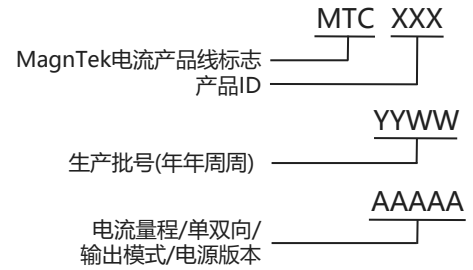 MTC XXX
MagnTek电流产品线标志
产品ID
YYWW
生产批号(年年周周)
AAAAA
电流量程/单双向/
输出模式/电源版本